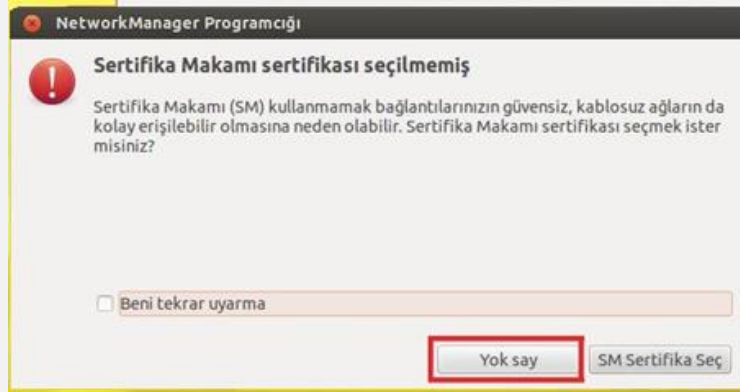 NetworkManager Programcığı
Sertifika Makamı sertifikası seçilmemiş
Sertifika Makamı (SM) kullanmamak bağlantılarınızın güvensiz, kablosuz ağların da
kolay erişilebilir olmasına neden olabilir. Sertifika Makamı sertifikası seçmek ister
misiniz?
Beni tekrar uyarma
Yok say
SM Sertifika Seç